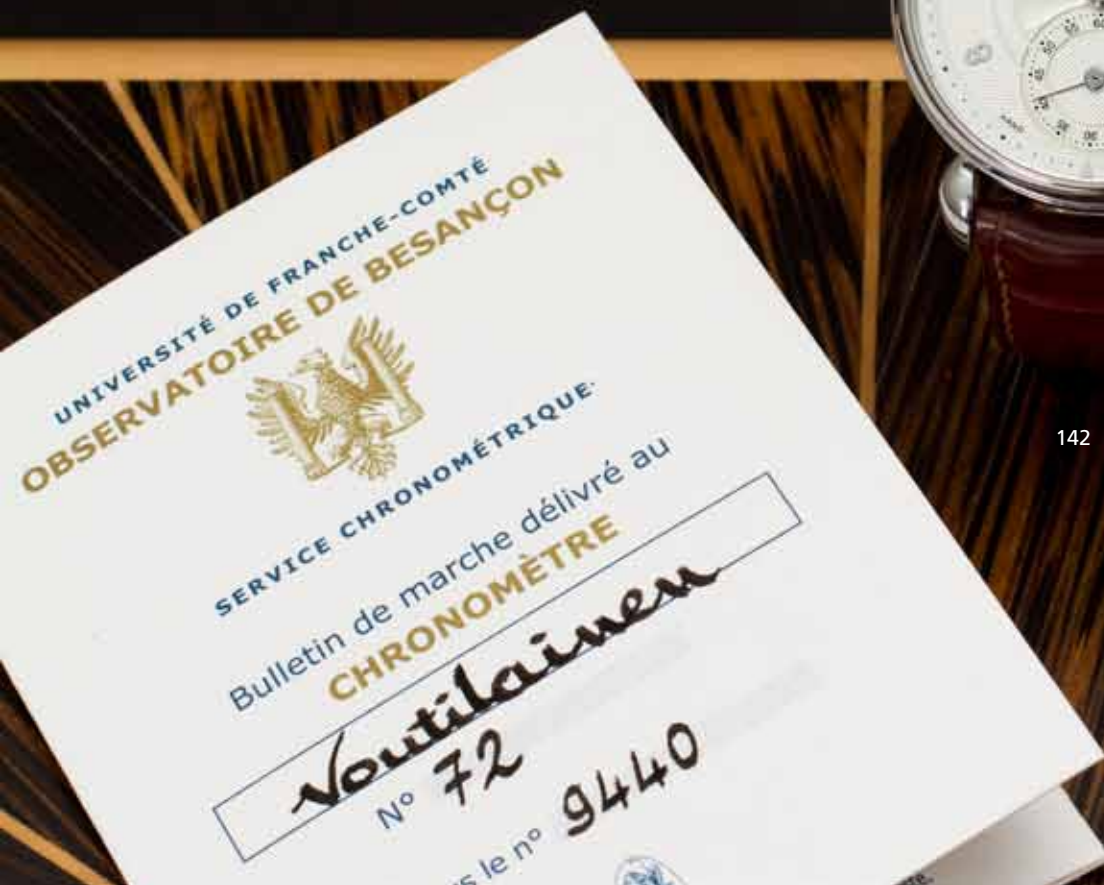 UNIVERSITÉ DE FRANCHE-COMTÉ
OBSERVATOIRE DE BESANÇON
SERVICE CHRONOMÉTRIQUE
Bulletin de marche délivré au
CHRONOMÈTRE
Voutilainen
N° 72
s le n° 9440
142